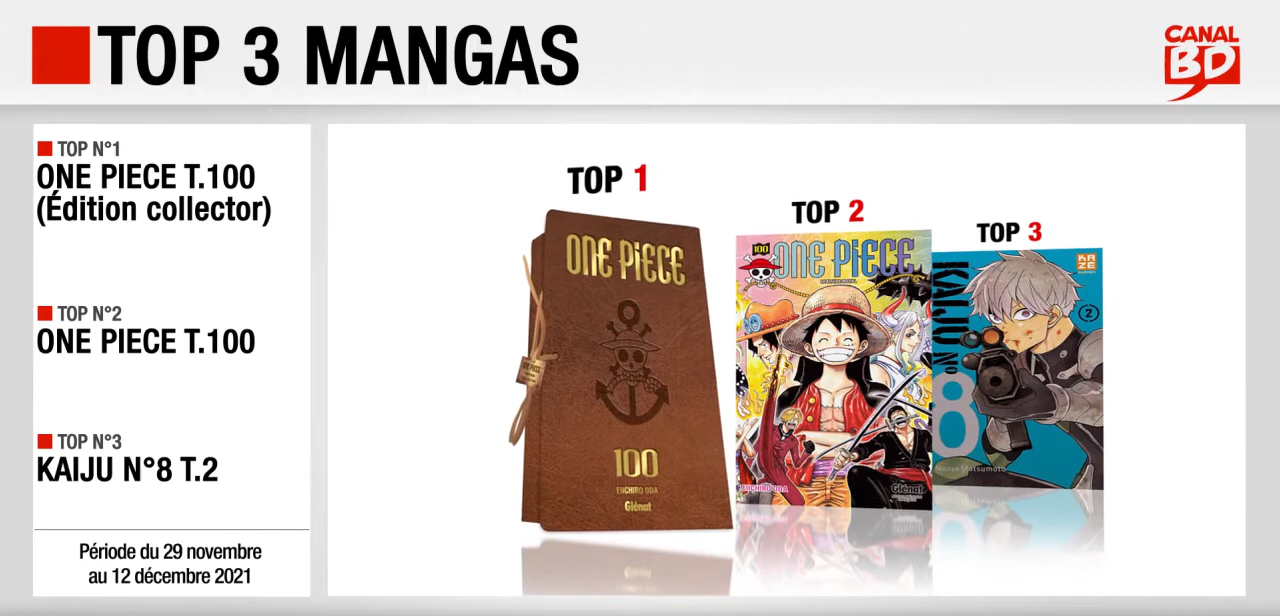 TOP 3 MANGAS
CANAL
BD
TOP N°1
ONE PIECE T.100
(Édition collector)
TOP N°2
ONE PIECE T.100
TOP N°3
KAIJU N°8 T.2
Période du 29 novembre
au 12 décembre 2021
TOP 1
ONE PIECE
100
EIICHIRO ODA
Glénat
TOP 2
100
ONE PIECE
EIICHIRO ODA
Glénat
TOP 3
KAZÉ
KAIJU N°
8
2
Naoya Matsumoto